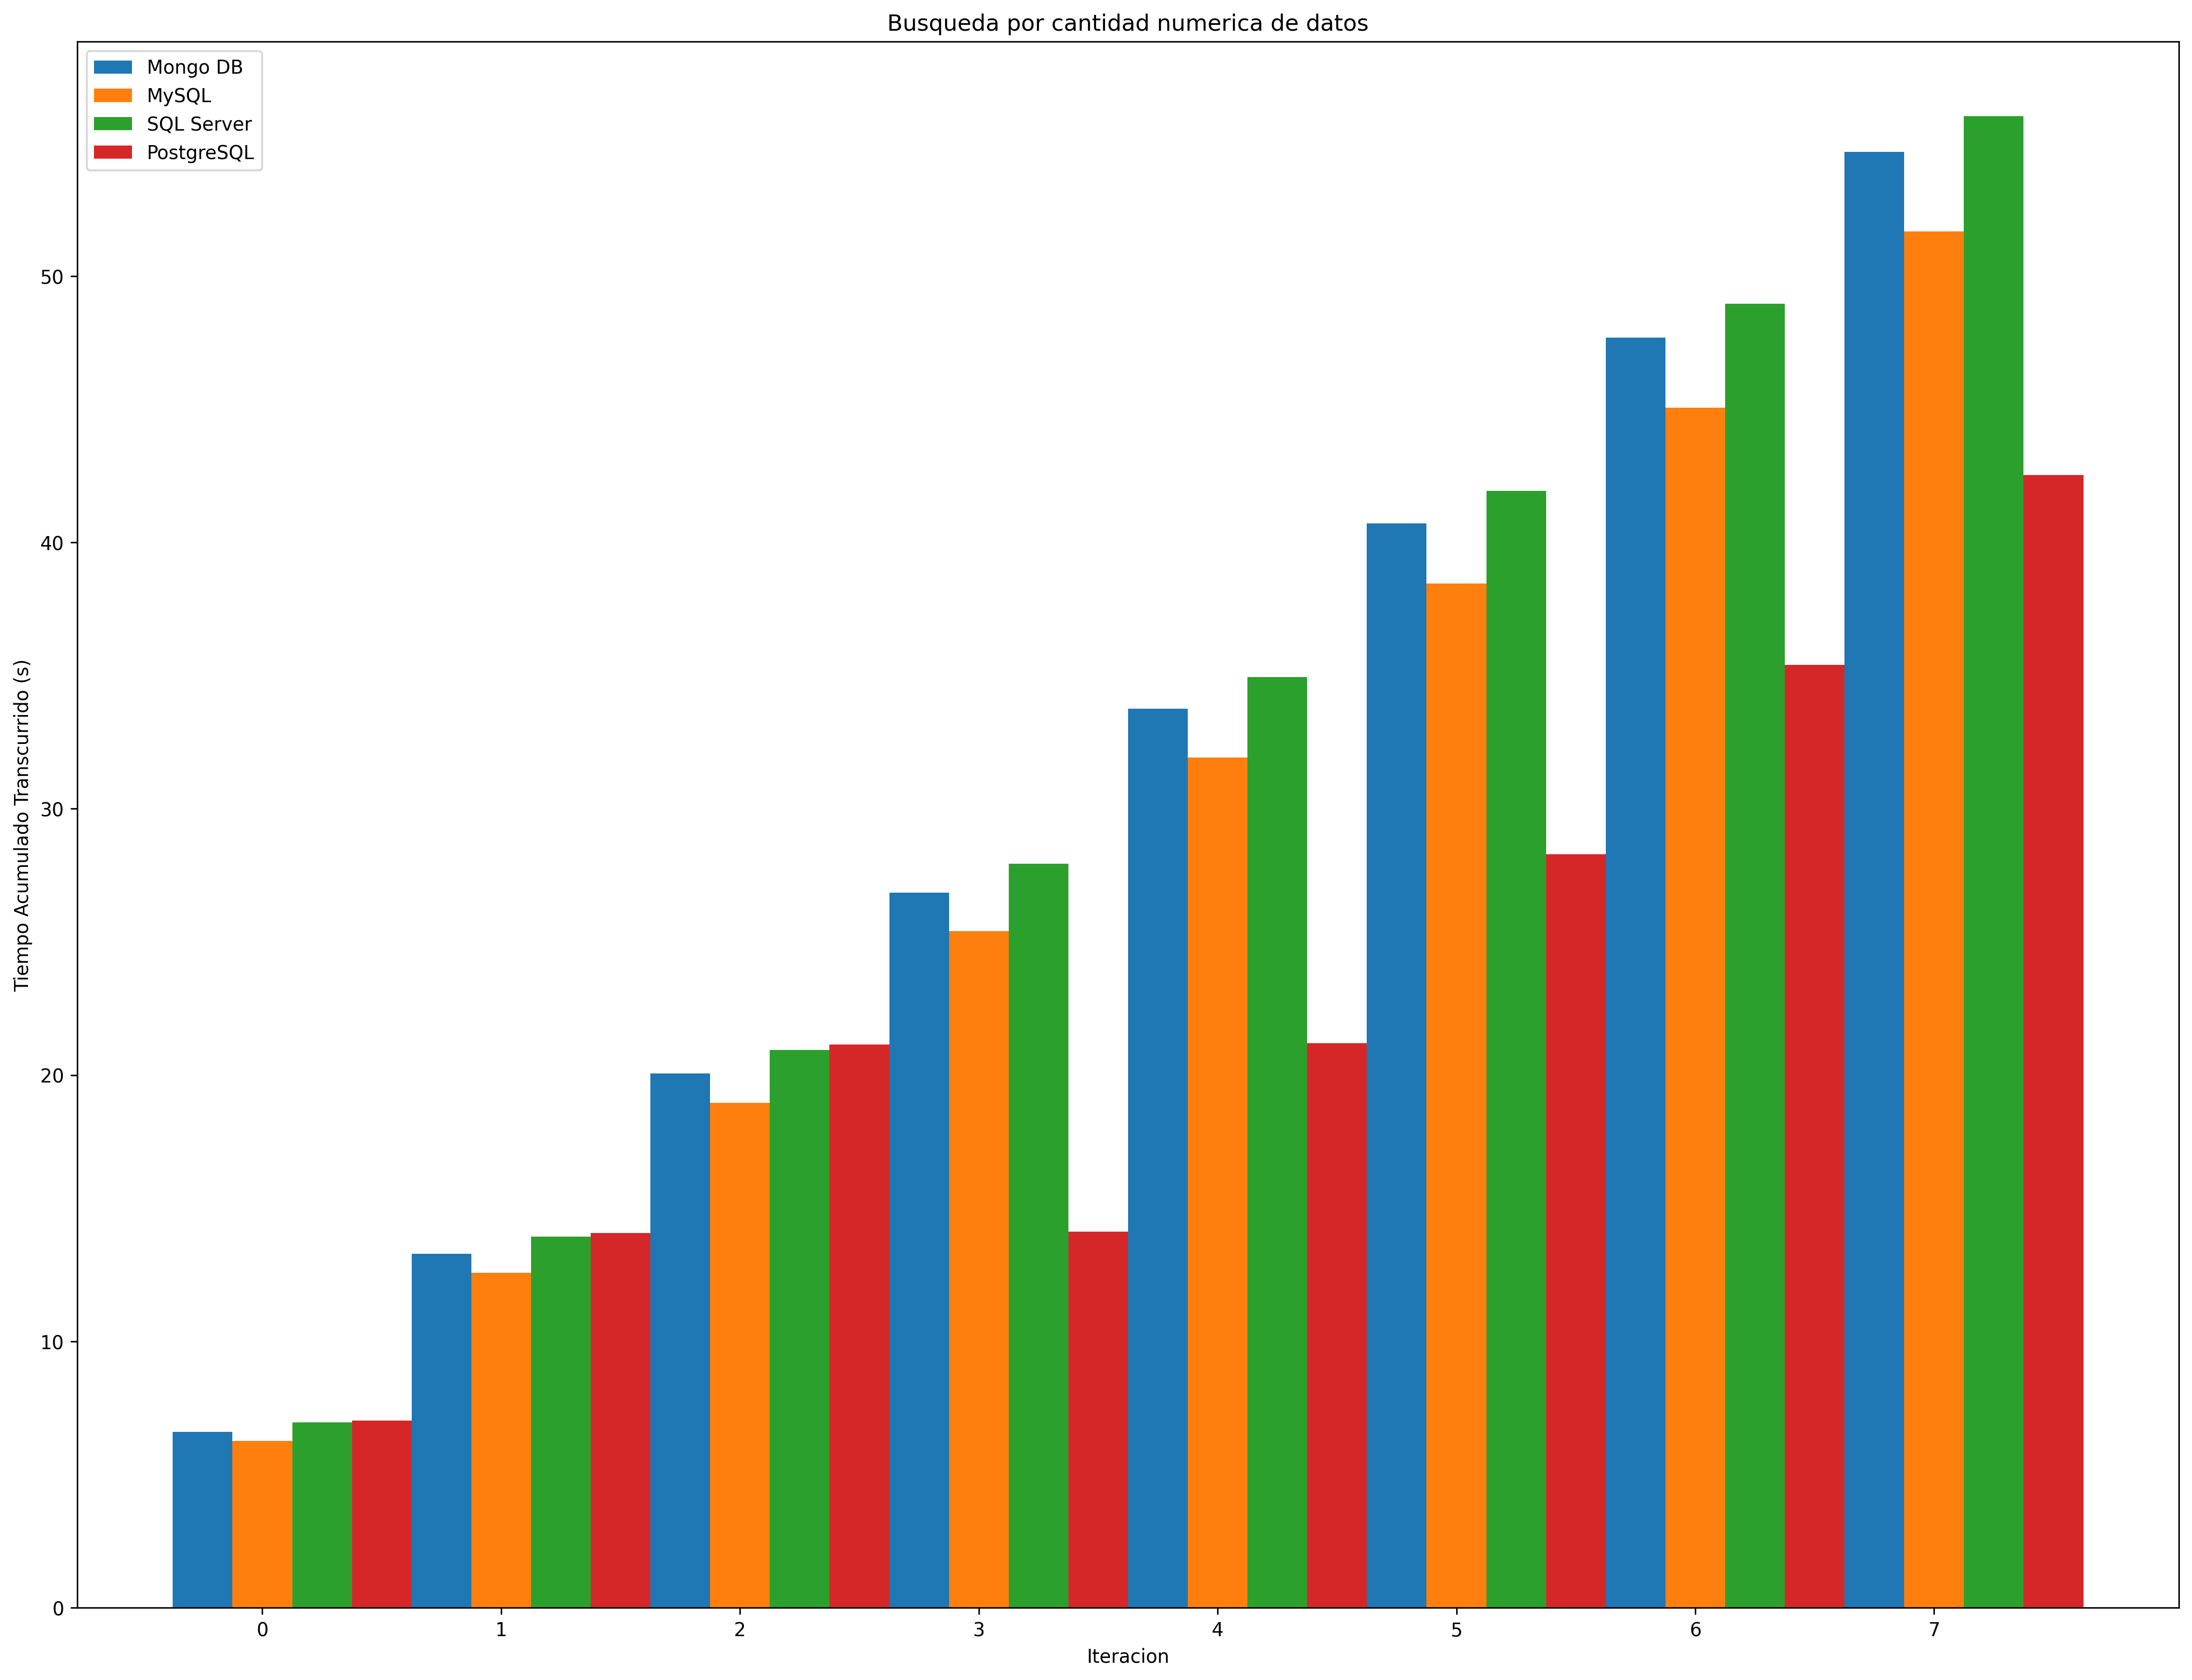 Busqueda por cantidad numerica de datos
Mongo DB
MySQL
SQL Server
PostgreSQL
Tiempo Acumulado Transcurrido (s)
50
40
30
20
10
0
0 1 2 3 4 5 6 7
Iteracion